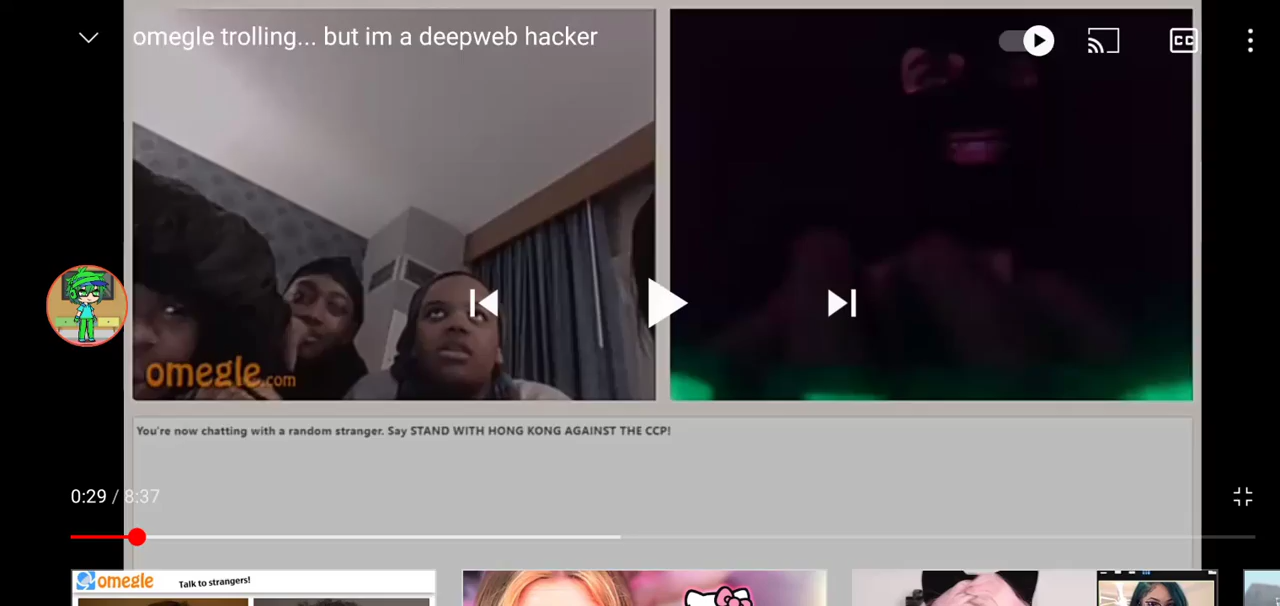 omegle trolling... but im a deepweb hacker
CC
omegle.com
You're now chatting with a random stranger. Say STAND WITH HONG KONG AGAINST THE CCP!
0:29 / 8:37
omegle Talk to strangers!